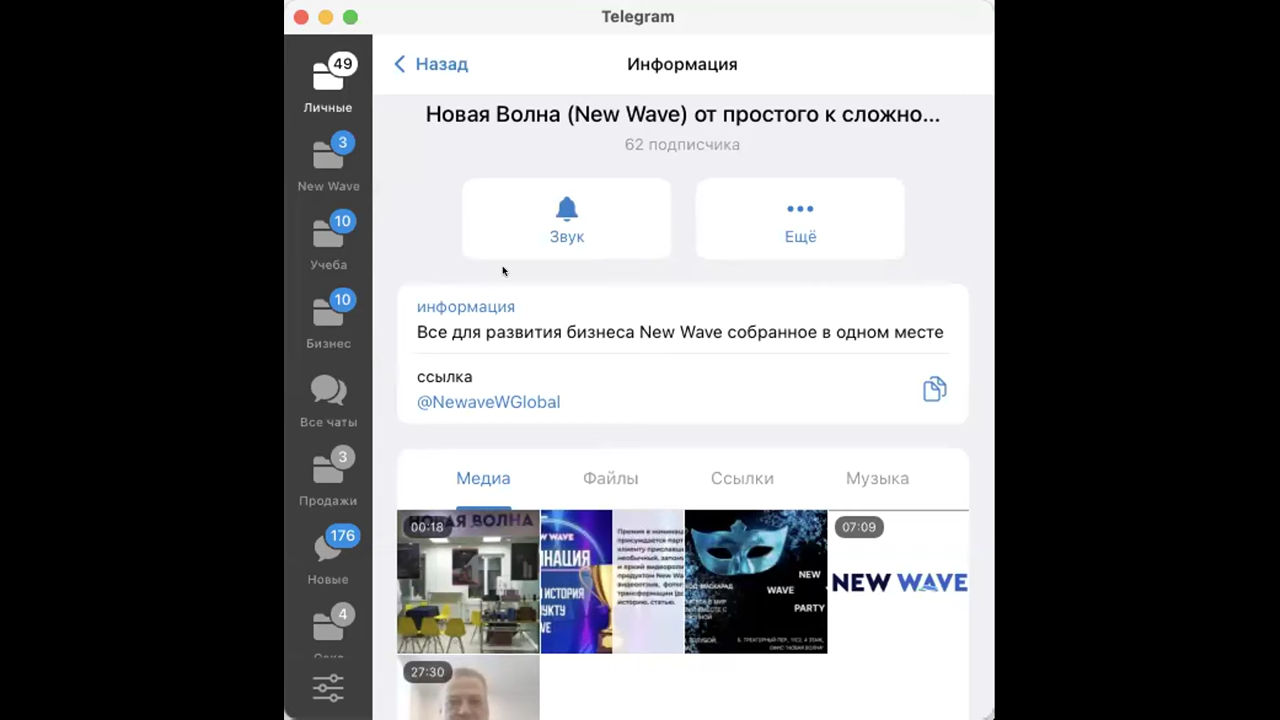 Telegram
49
Личные
3
New Wave
10
Учеба
10
Бизнес
Все чаты
3
Продажи
176
Новые
4
Назад
Информация
Новая Волна (New Wave) от простого к сложно...
62 подписчика
Звук
Ещё
информация
Все для развития бизнеса New Wave собранное в одном месте
ссылка
@NewaveWGlobal
Медиа
Файлы
Ссылки
Музыка
00:18
НОВАЯ ВОЛНА
NEW
WAVE
PARTY
07:09
NEW WAVE
27:30